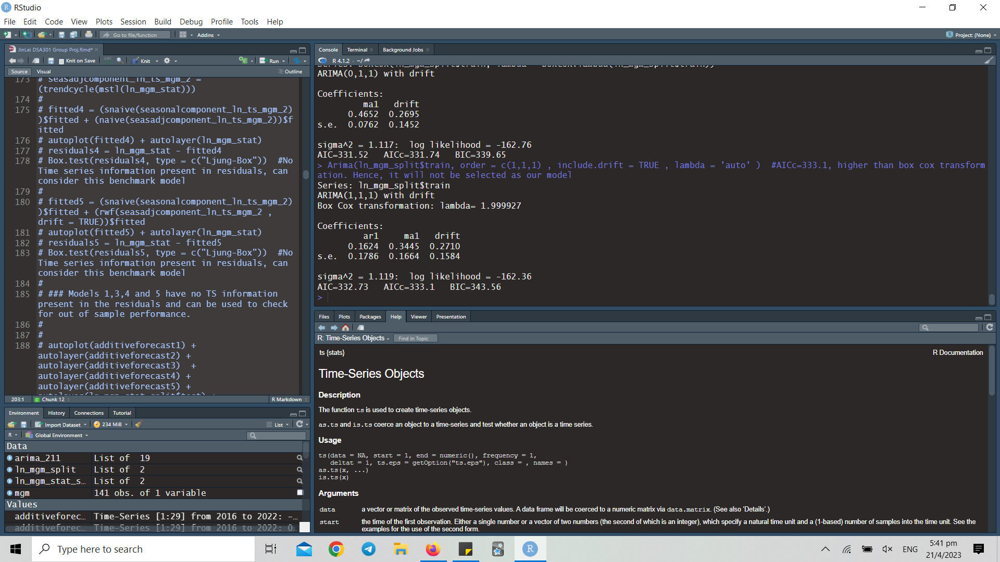 RStudio
File Edit Code View Plots Session Build Debug Profile Tools Help
Go to file/function Addins Project: (None)
JinLei DSA301 Group Proj.Rmd*
Knit on Save ABC Knit Run
Source Visual Outline
173 # seasadjcomponent_ln_ts_mgm_2 =
(trendcycle(mstl(ln_mgm_stat)))
174 #
175 # fitted4 = (snaive(seasonalcomponent_ln_ts_mgm_2)
)$fitted + (naive(seasadjcomponent_ln_ts_mgm_2))$f
itted
176 # autoplot(fitted4) + autolayer(ln_mgm_stat)
177 # residuals4 = ln_mgm_stat - fitted4
178 # Box.test(residuals4, type = c("Ljung-Box")) #No
Time series information present in residuals, can
consider this benchmark model
179 #
180 # fitted5 = (snaive(seasonalcomponent_ln_ts_mgm_2)
)$fitted + (rwf(seasadjcomponent_ln_ts_mgm_2 ,
drift = TRUE))$fitted
181 # autoplot(fitted5) + autolayer(ln_mgm_stat)
182 # residuals5 = ln_mgm_stat - fitted5
183 # Box.test(residuals5, type = c("Ljung-Box")) #No
Time series information present in residuals, can
consider this benchmark model
184 #
185 # ### Models 1,3,4 and 5 have no TS information
present in the residuals and can be used to check
for out of sample performance.
186 #
187 #
188 # autoplot(additiveforecast1) +
autolayer(additiveforecast2) +
autolayer(additiveforecast3) +
autolayer(additiveforecast4) +
autolayer(additiveforecast5) +
203:1 Chunk 12 R Markdown
Environment History Connections Tutorial
Import Dataset 234 MiB List
R Global Environment
Data
arima_211 List of 19
ln_mgm_split List of 2
ln_mgm_stat_s… List of 2
mgm 141 obs. of 1 variable
Values
additiveforec… Time-Series [1:29] from 2016 to 2022: -…
additiveforec… Time-Series [1:29] from 2016 to 2022: 0…
Console Terminal Background Jobs
R 4.1.2 · ~/
ARIMA(0,1,1) with drift
Coefficients:
ma1 drift
0.4652 0.2695
s.e. 0.0762 0.1452
sigma^2 = 1.117: log likelihood = -162.76
AIC=331.52 AICc=331.74 BIC=339.65
> Arima(ln_mgm_split$train, order = c(1,1,1) , include.drift = TRUE , lambda = 'auto' ) #AICc=333.1, higher than box cox transform
ation. Hence, it will not be selected as our model
Series: ln_mgm_split$train
ARIMA(1,1,1) with drift
Box Cox transformation: lambda= 1.999927
Coefficients:
ar1 ma1 drift
0.1624 0.3445 0.2710
s.e. 0.1786 0.1664 0.1584
sigma^2 = 1.119: log likelihood = -162.36
AIC=332.73 AICc=333.1 BIC=343.56
>
Files Plots Packages Help Viewer Presentation
R: Time-Series Objects Find in Topic
ts {stats} R Documentation
Time-Series Objects
Description
The function ts is used to create time-series objects.
as.ts and is.ts coerce an object to a time-series and test whether an object is a time series.
Usage
ts(data = NA, start = 1, end = numeric(), frequency = 1,
deltat = 1, ts.eps = getOption("ts.eps"), class = , names = )
as.ts(x, ...)
is.ts(x)
Arguments
data a vector or matrix of the observed time-series values. A data frame will be coerced to a numeric matrix via data.matrix. (See also ‘Details’.)
start the time of the first observation. Either a single number or a vector of two numbers (the second of which is an integer), which specify a natural time unit and a (1-based) number of samples into the time unit. See the
examples for the use of the second form.
Type here to search
ENG
5:41 pm
21/4/2023